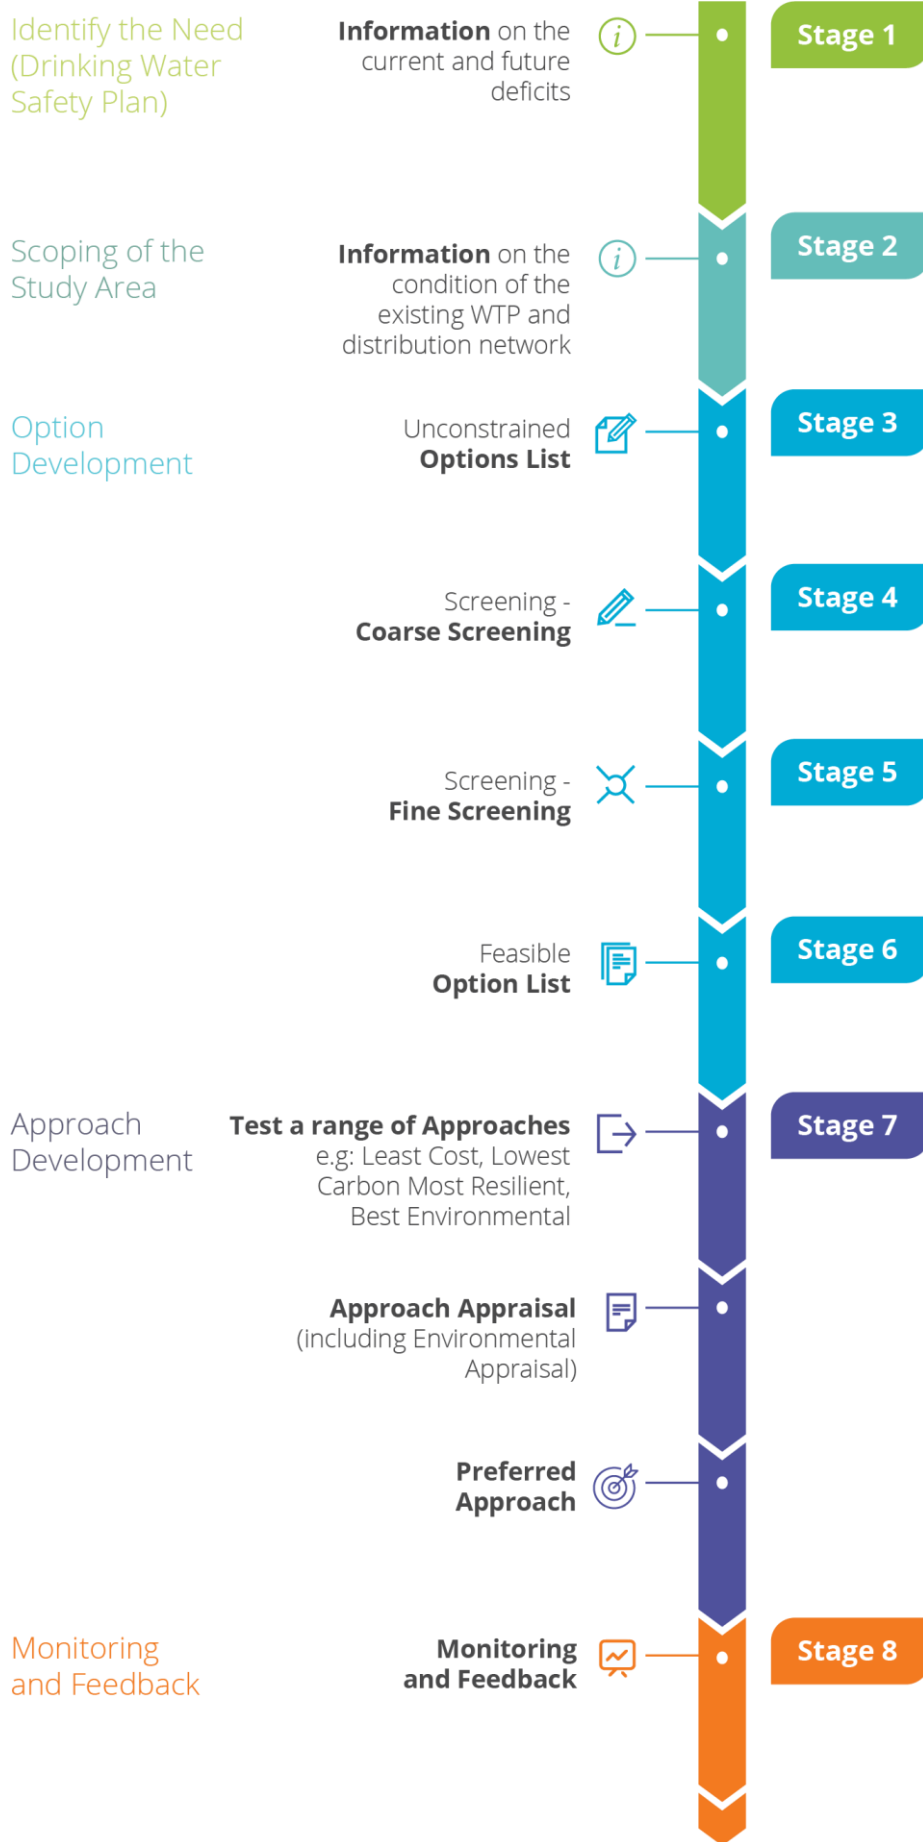 Identify the Need
(Drinking Water
Safety Plan)
Information on the
current and future
deficits
Stage 1
Scoping of the
Study Area
Information on the
condition of the
existing WTP and
distribution network
Stage 2
Option
Development
Unconstrained
Options List
Stage 3
Screening -
Coarse Screening
Stage 4
Screening -
Fine Screening
Stage 5
Feasible
Option List
Stage 6
Approach
Development
Test a range of Approaches
e.g: Least Cost, Lowest
Carbon Most Resilient,
Best Environmental
Stage 7
Approach Appraisal
(including Environmental
Appraisal)
Preferred
Approach
Monitoring
and Feedback
Monitoring
and Feedback
Stage 8